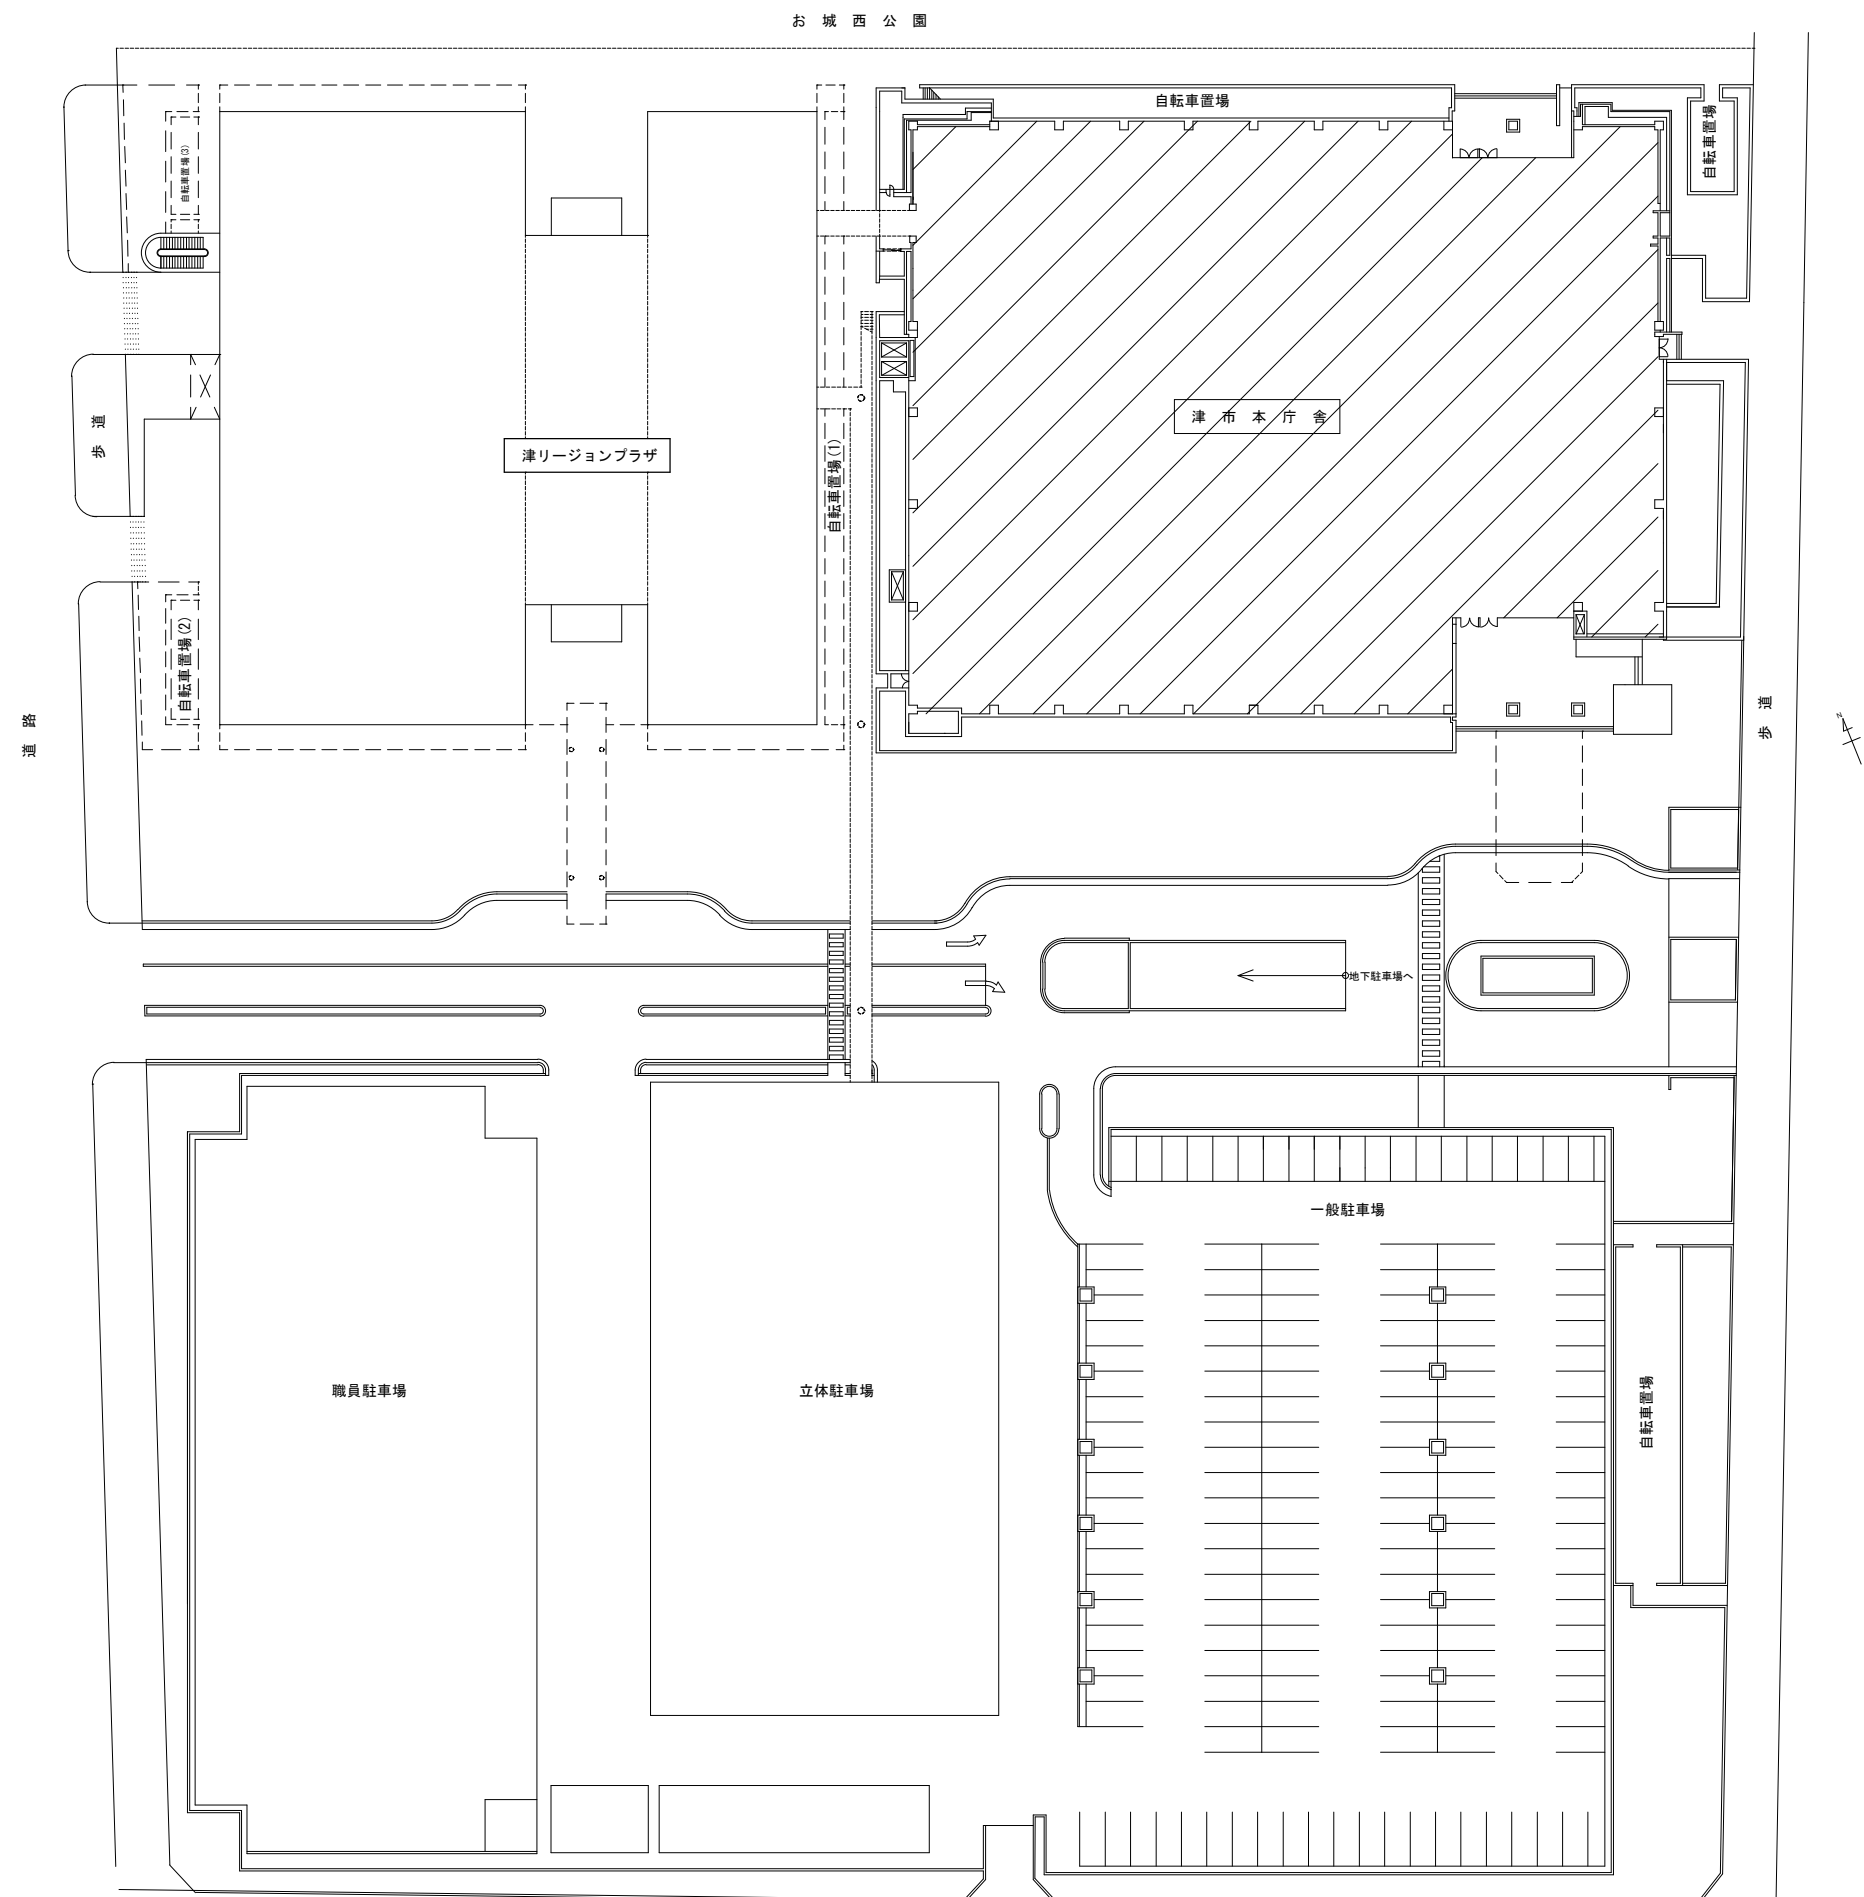 お城西公園
自転車置場
自転車置場
自転車置場(3)
津市本庁舎
歩道
津リージョンプラザ
自転車置場(1)
自転車置場(2)
道路
歩道
N
地下駐車場へ
一般駐車場
職員駐車場
立体駐車場
自転車置場